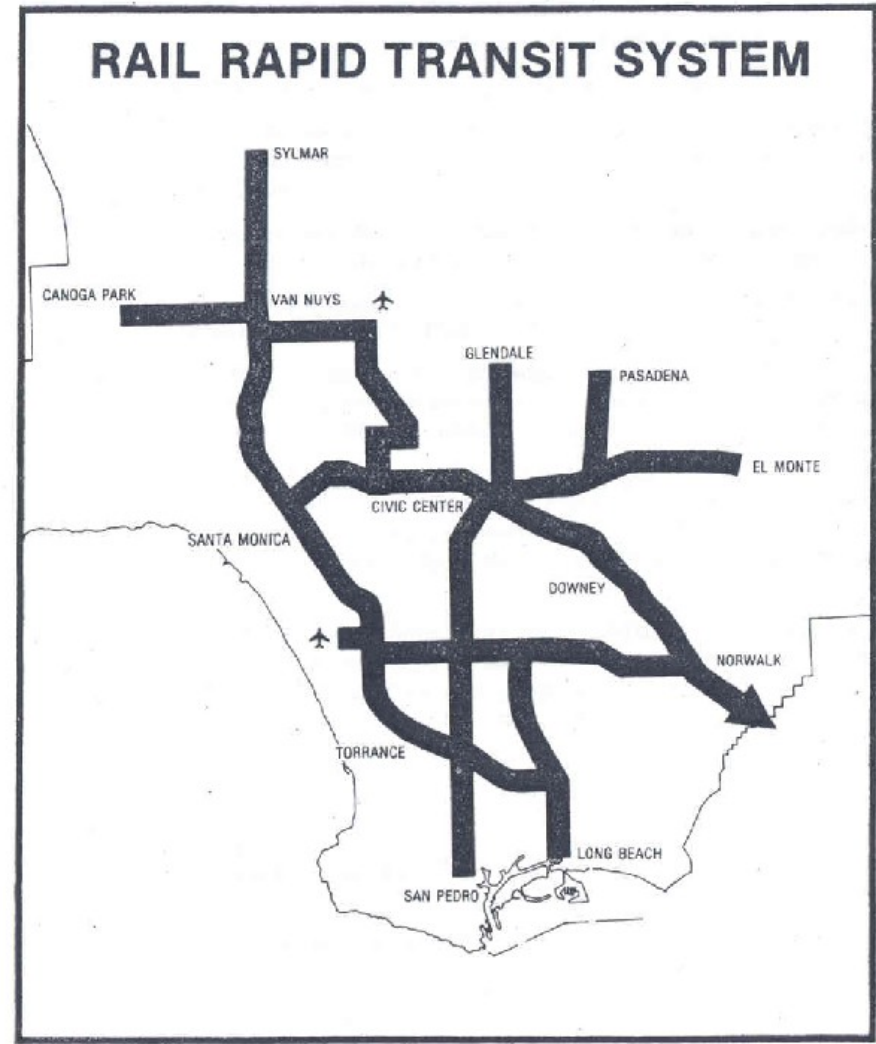 RAIL RAPID TRANSIT SYSTEM
SYLMAR
CANOGA PARK
VAN NUYS
GLENDALE
PASADENA
EL MONTE
CIVIC CENTER
SANTA MONICA
DOWNEY
NORWALK
TORRANCE
LONG BEACH
SAN PEDRO